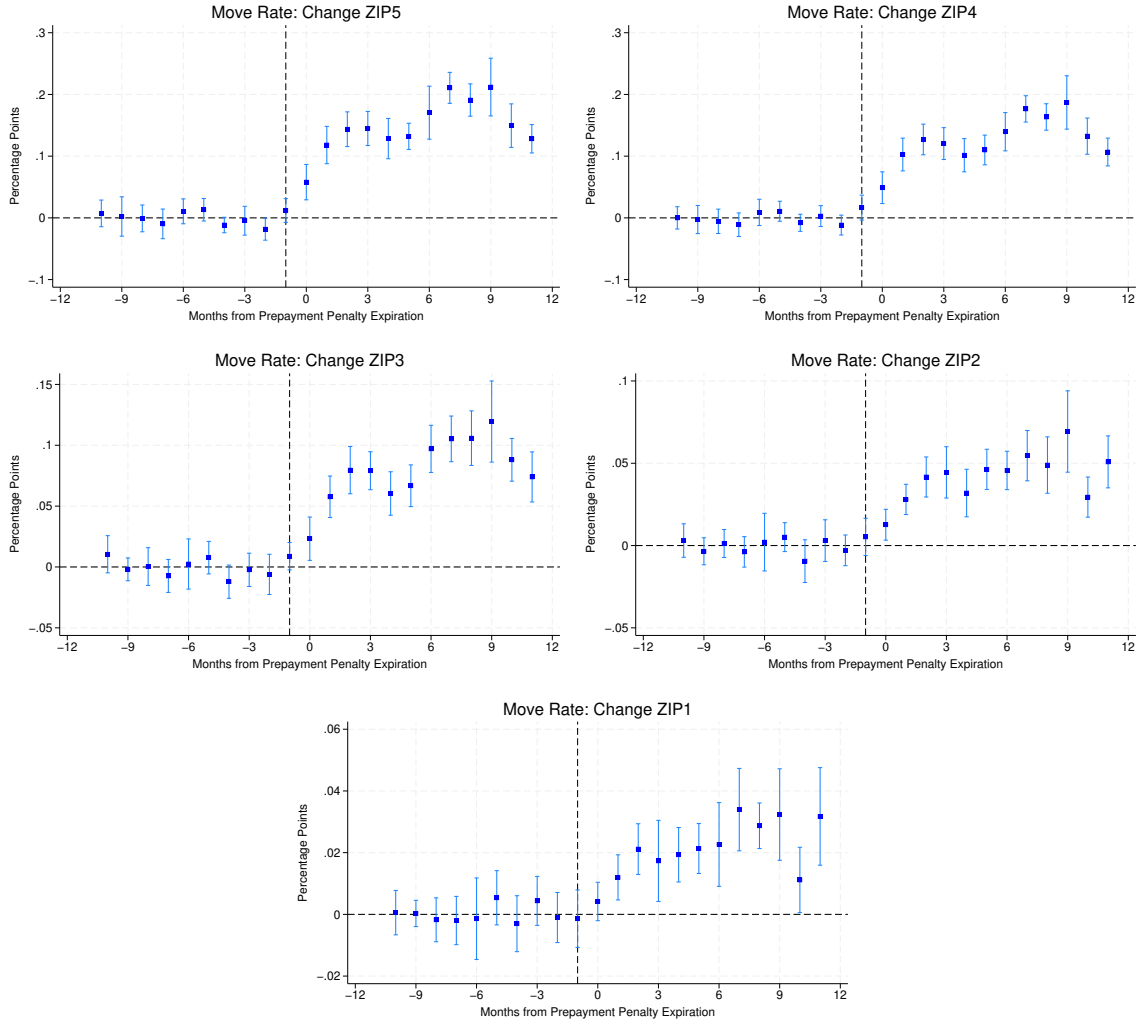 Move Rate: Change ZIP5
.3
.2
.1
0
−.1
Percentage Points
−12 −9 −6 −3 0 3 6 9 12
Months from Prepayment Penalty Expiration
Move Rate: Change ZIP4
.3
.2
.1
0
−.1
Percentage Points
−12 −9 −6 −3 0 3 6 9 12
Months from Prepayment Penalty Expiration
Move Rate: Change ZIP3
.15
.1
.05
0
−.05
Percentage Points
−12 −9 −6 −3 0 3 6 9 12
Months from Prepayment Penalty Expiration
Move Rate: Change ZIP2
.1
.05
0
−.05
Percentage Points
−12 −9 −6 −3 0 3 6 9 12
Months from Prepayment Penalty Expiration
Move Rate: Change ZIP1
.06
.04
.02
0
−.02
Percentage Points
−12 −9 −6 −3 0 3 6 9 12
Months from Prepayment Penalty Expiration